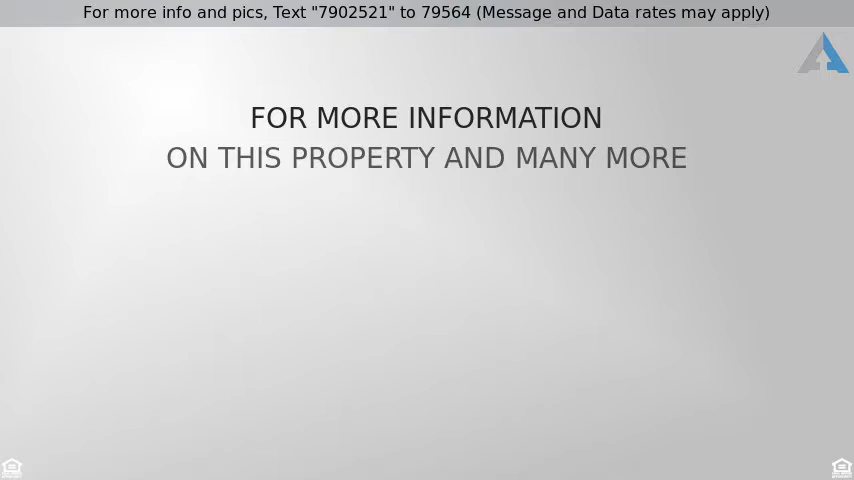 For more info and pics, Text "7902521" to 79564 (Message and Data rates may apply)
FOR MORE INFORMATION
ON THIS PROPERTY AND MANY MORE